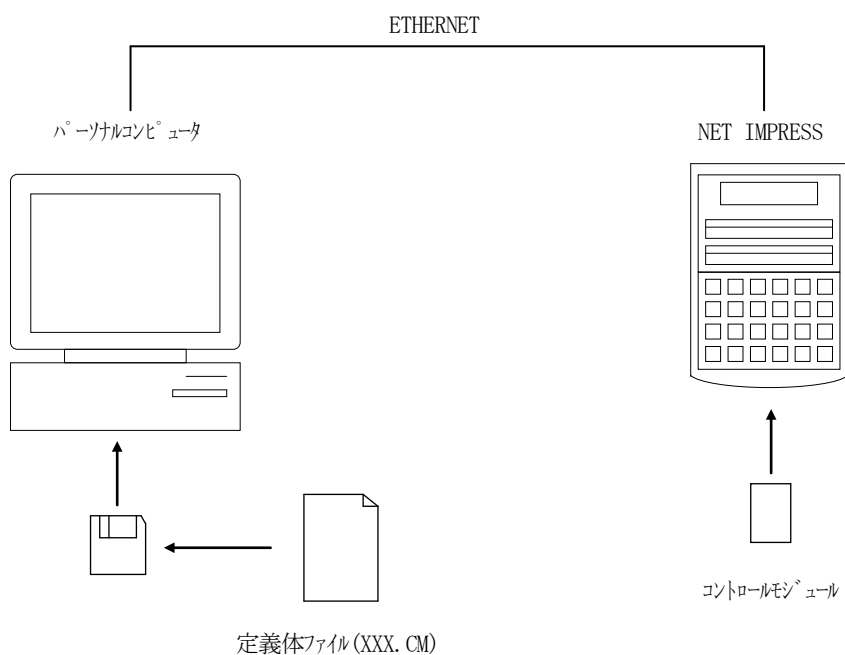 ETHERNET
ﾊﾟｰｿﾅﾙｺﾝﾋﾟｭｰﾀ
NET IMPRESS
ｺﾝﾄﾛｰﾙﾓｼﾞｭｰﾙ
定義体ﾌｧｲﾙ(XXX.CM)